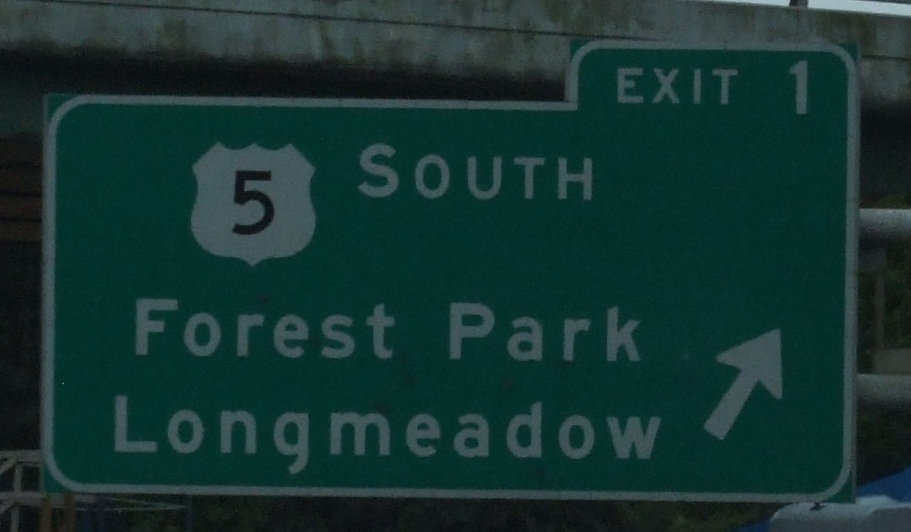 EXIT 1
5 SOUTH
Forest Park
Longmeadow